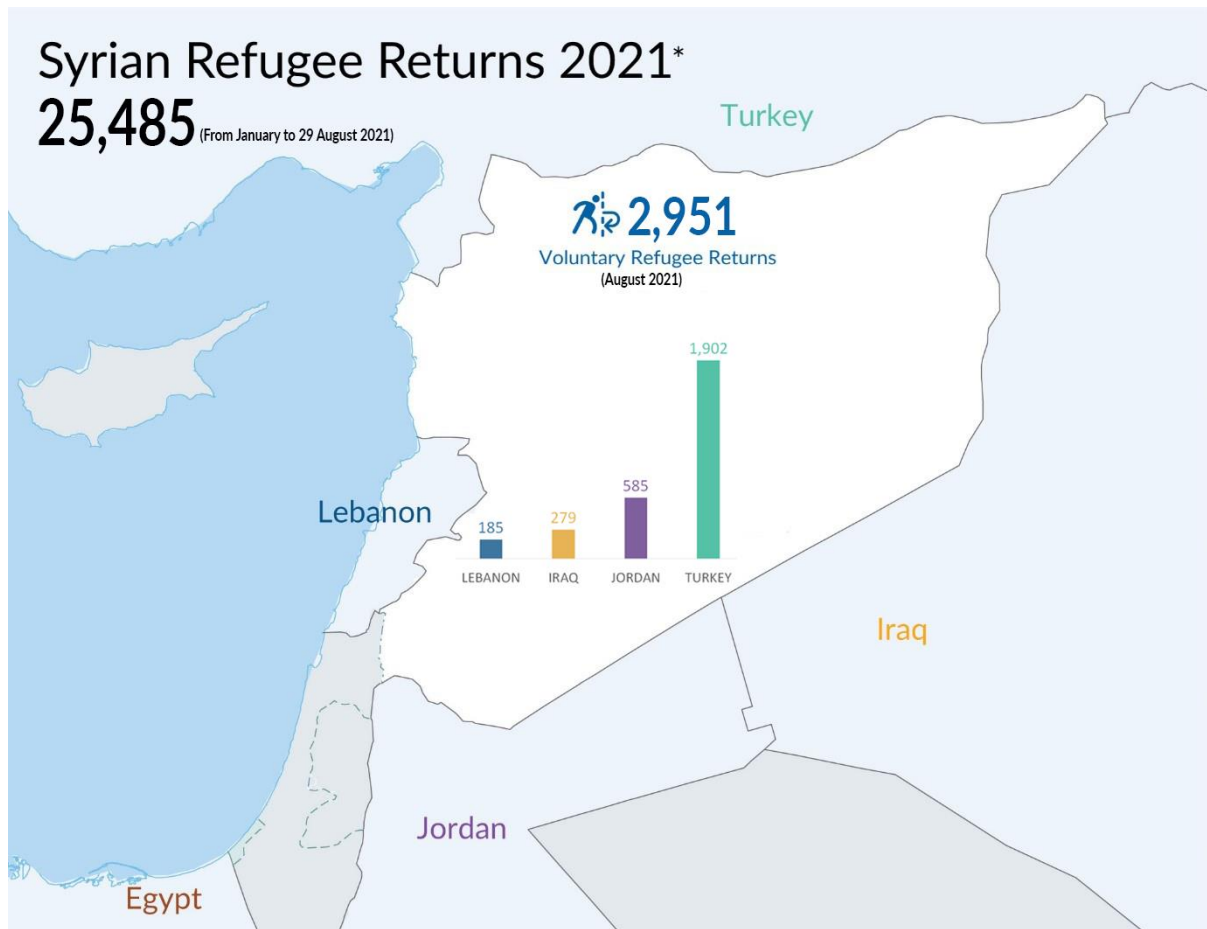 Syrian Refugee Returns 2021*
25,485 (From January to 29 August 2021)
Turkey
2,951
Voluntary Refugee Returns
(August 2021)
1,902
585
279
185
LEBANON IRAQ JORDAN TURKEY
Lebanon
Iraq
Jordan
Egypt